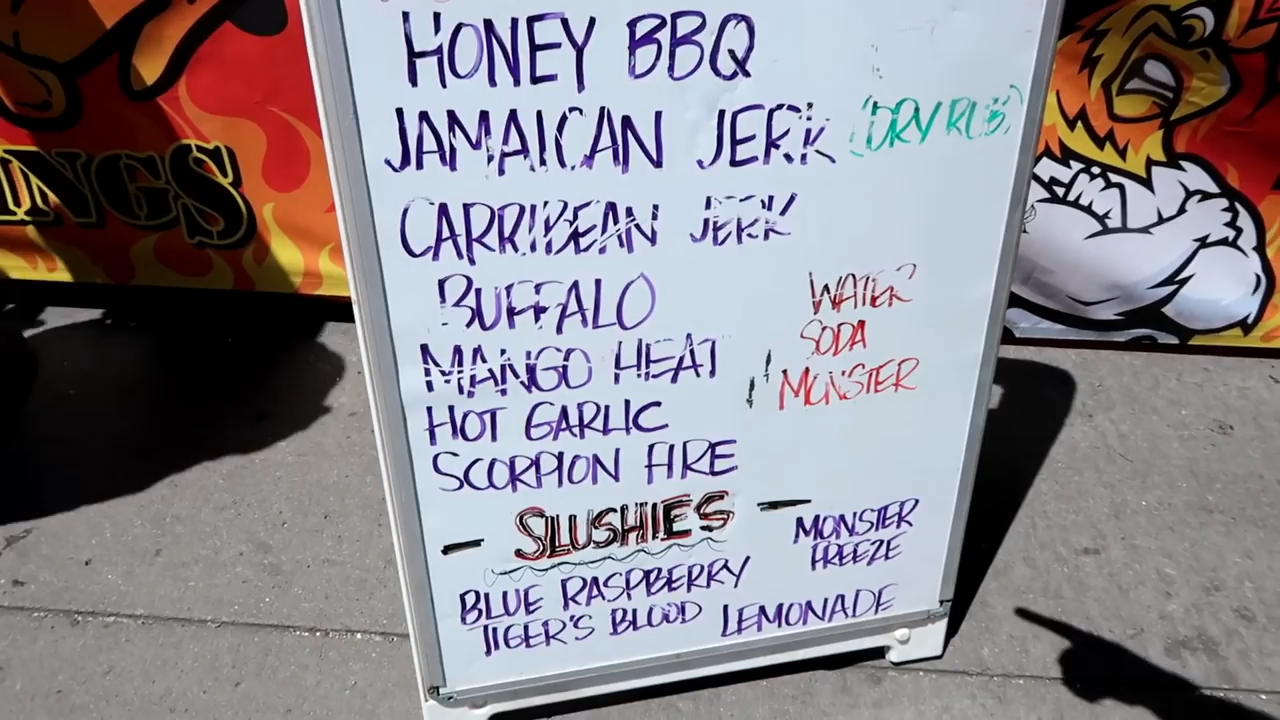 HONEY BBQ
JAMAICAN JERK (DRY RUB)
CARRIBEAN JERK
BUFFALO
MANGO HEAT
HOT GARLIC
SCORPION FIRE
WATER
SODA
MONSTER
- SLUSHIES -
BLUE RASPBERRY
TIGER'S BLOOD
LEMONADE
MONSTER
FREEZE
INGS